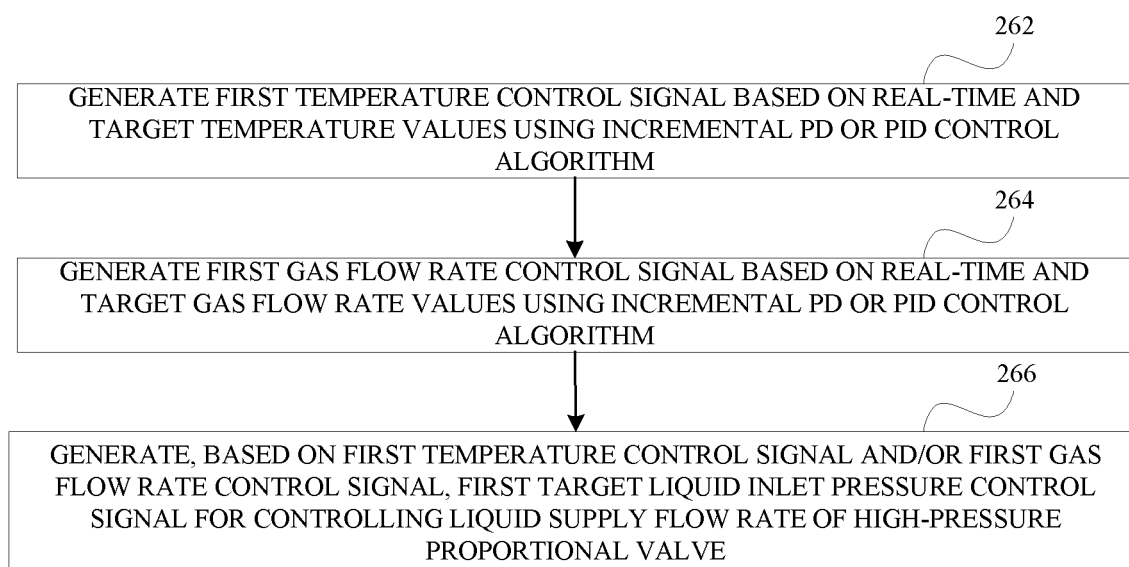 262
GENERATE FIRST TEMPERATURE CONTROL SIGNAL BASED ON REAL-TIME AND
TARGET TEMPERATURE VALUES USING INCREMENTAL PD OR PID CONTROL
ALGORITHM
264
GENERATE FIRST GAS FLOW RATE CONTROL SIGNAL BASED ON REAL-TIME AND
TARGET GAS FLOW RATE VALUES USING INCREMENTAL PD OR PID CONTROL
ALGORITHM
266
GENERATE, BASED ON FIRST TEMPERATURE CONTROL SIGNAL AND/OR FIRST GAS
FLOW RATE CONTROL SIGNAL, FIRST TARGET LIQUID INLET PRESSURE CONTROL
SIGNAL FOR CONTROLLING LIQUID SUPPLY FLOW RATE OF HIGH-PRESSURE
PROPORTIONAL VALVE